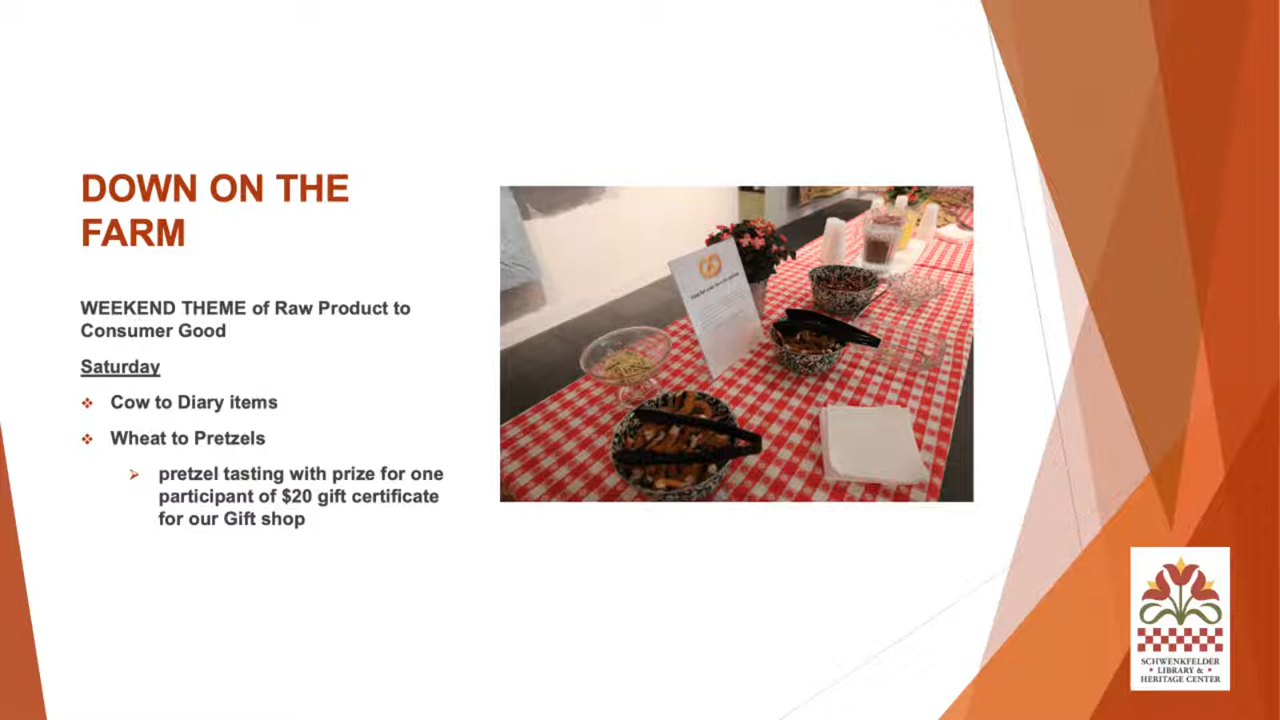 DOWN ON THE
FARM
WEEKEND THEME of Raw Product to
Consumer Good
Saturday
Cow to Diary items
Wheat to Pretzels
pretzel tasting with prize for one
participant of $20 gift certificate
for our Gift shop
SCHWENKFELDER
• LIBRARY & •
HERITAGE CENTER